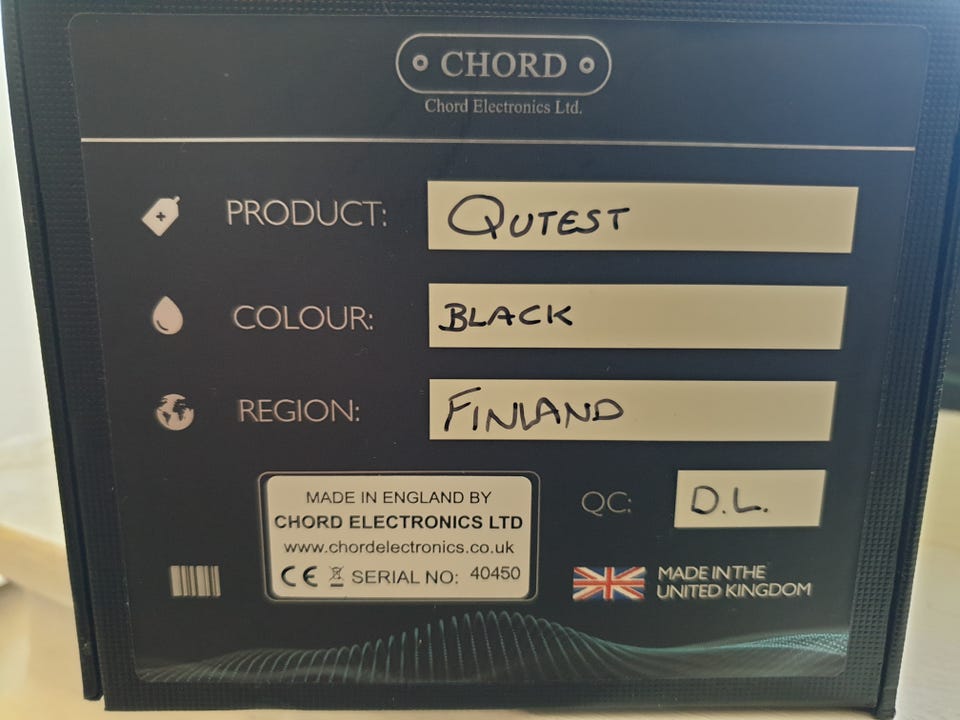 CHORD
Chord Electronics Ltd.
PRODUCT: QUTEST
COLOUR: BLACK
REGION: FINLAND
MADE IN ENGLAND BY
CHORD ELECTRONICS LTD
www.chordelectronics.co.uk
CE SERIAL NO: 40450
QC: D.L.
MADE IN THE
UNITED KINGDOM